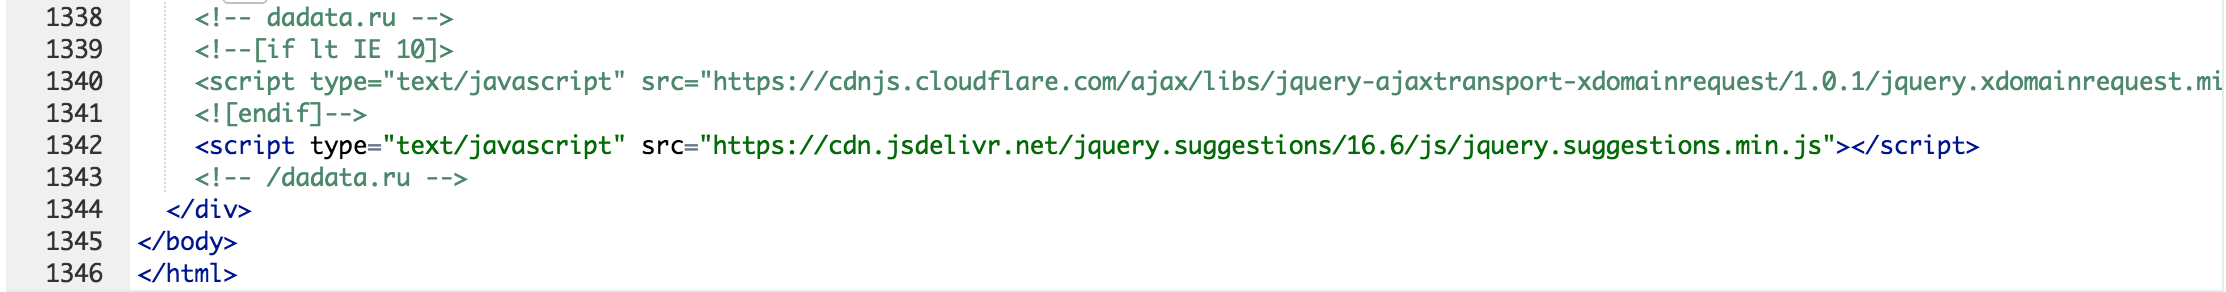 1338 <!-- dadata.ru -->
1339 <!--[if lt IE 10]>
1340 <script type="text/javascript" src="https://cdnjs.cloudflare.com/ajax/libs/jquery-ajaxtransport-xdomainrequest/1.0.1/jquery.xdomainrequest.mi
1341 <![endif]-->
1342 <script type="text/javascript" src="https://cdn.jsdelivr.net/jquery.suggestions/16.6/js/jquery.suggestions.min.js"></script>
1343 <!-- /dadata.ru -->
1344 </div>
1345 </body>
1346 </html>